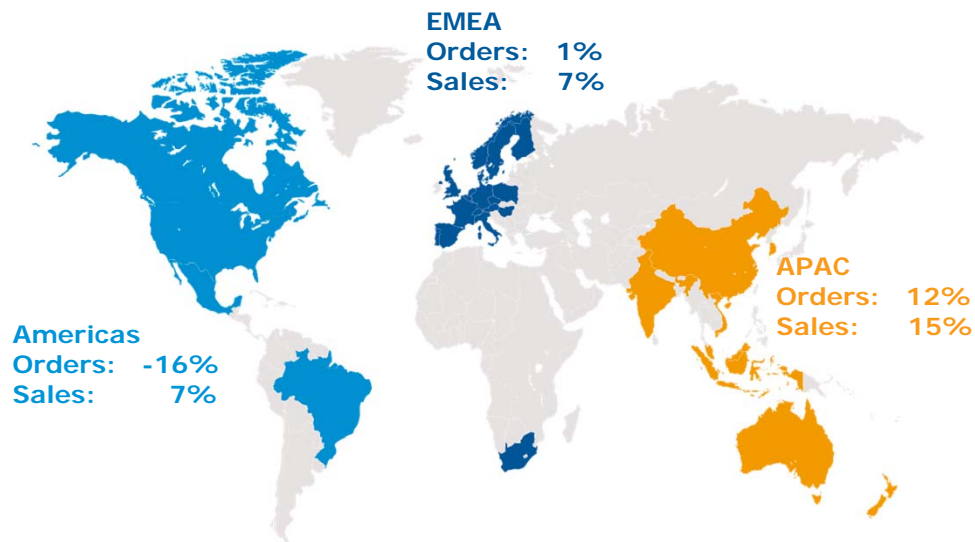 EMEA
Orders: 1%
Sales: 7%
APAC
Orders: 12%
Sales: 15%
Americas
Orders: -16%
Sales: 7%